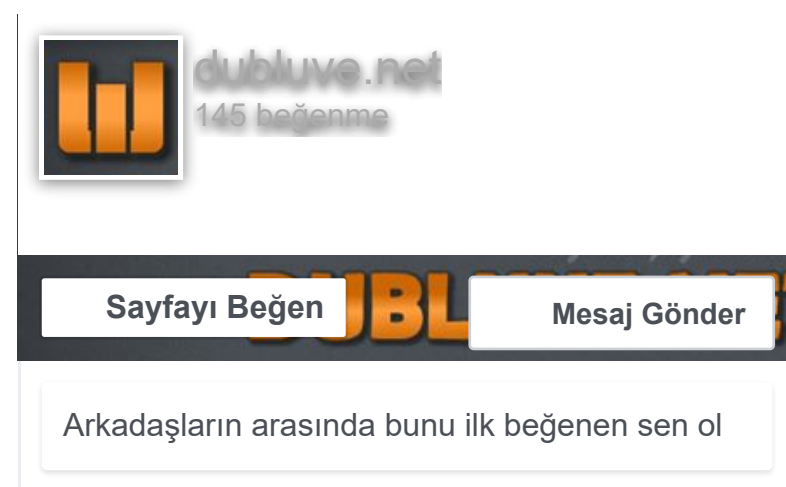 dubluve.net
145 beğenme
Sayfayı Beğen
Mesaj Gönder
Arkadaşların arasında bunu ilk beğenen sen ol